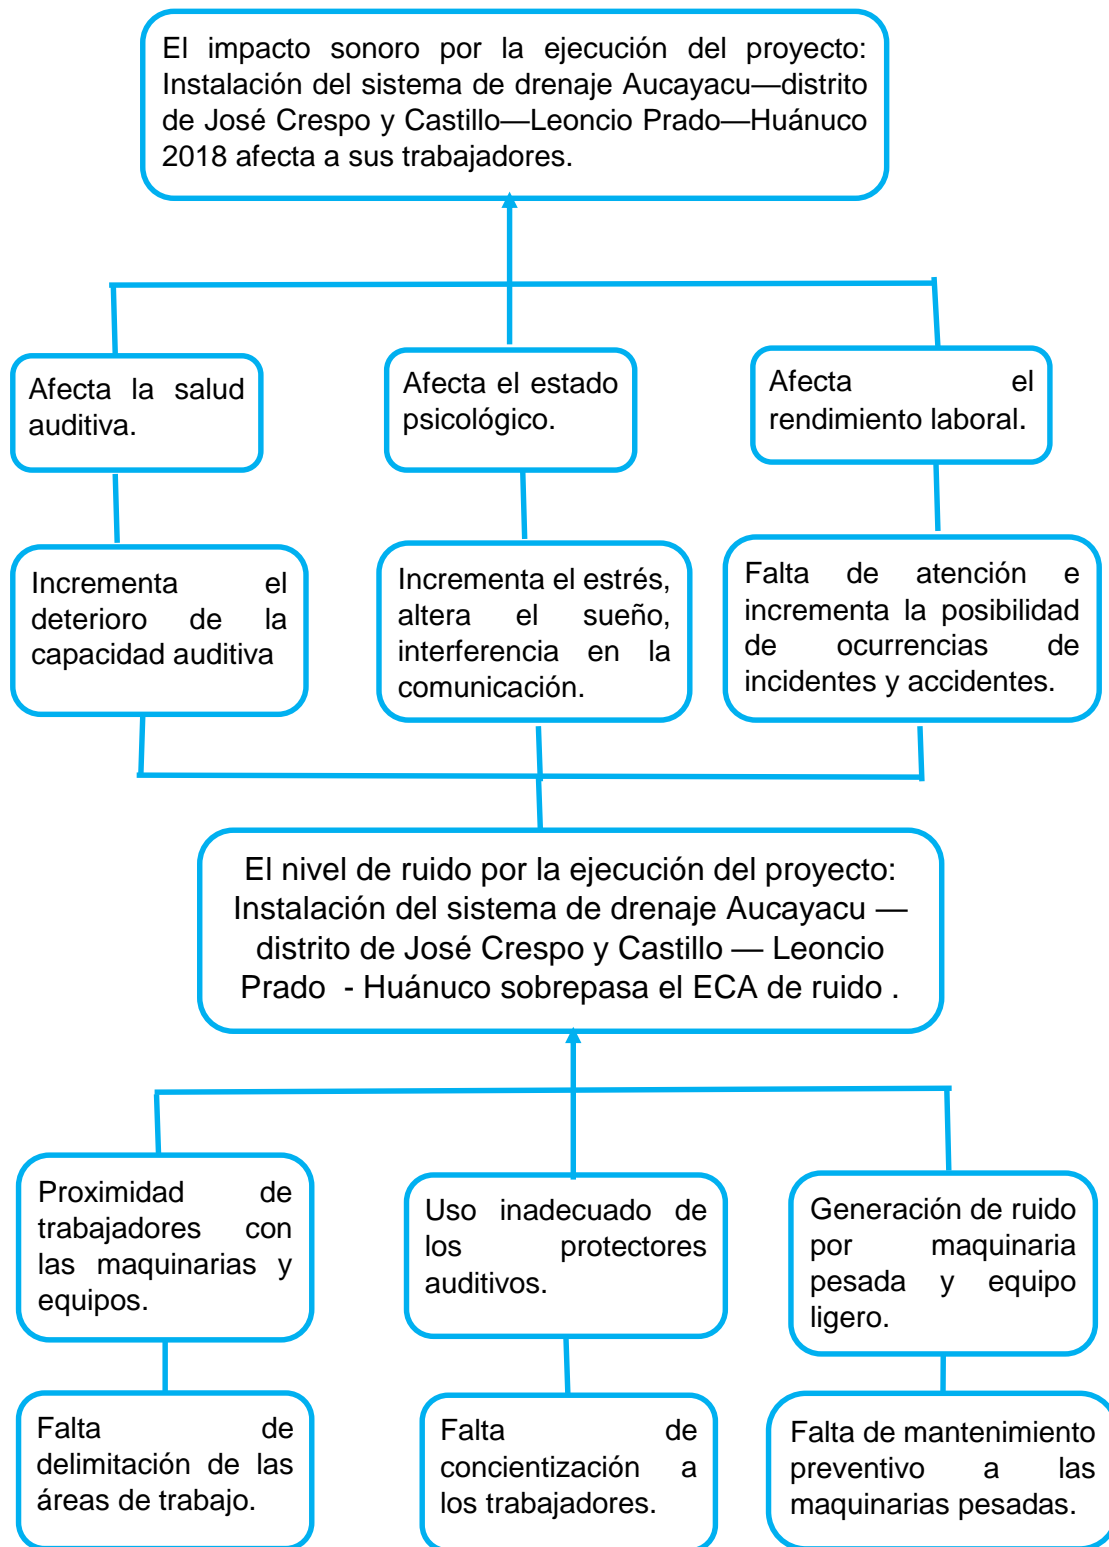 El impacto sonoro por la ejecución del proyecto:
Instalación del sistema de drenaje Aucayacu—distrito
de José Crespo y Castillo—Leoncio Prado—Huánuco
2018 afecta a sus trabajadores.
Afecta la salud
auditiva.
Afecta el estado
psicológico.
Afecta el
rendimiento laboral.
Incrementa el
deterioro de la
capacidad auditiva
Incrementa el estrés,
altera el sueño,
interferencia en la
comunicación.
Falta de atención e
incrementa la posibilidad
de ocurrencias de
incidentes y accidentes.
El nivel de ruido por la ejecución del proyecto:
Instalación del sistema de drenaje Aucayacu —
distrito de José Crespo y Castillo — Leoncio
Prado - Huánuco sobrepasa el ECA de ruido .
Proximidad de
trabajadores con
las maquinarias y
equipos.
Uso inadecuado de
los protectores
auditivos.
Generación de ruido
por maquinaria
pesada y equipo
ligero.
Falta de
delimitación de las
áreas de trabajo.
Falta de
concientización a
los trabajadores.
Falta de mantenimiento
preventivo a las
maquinarias pesadas.